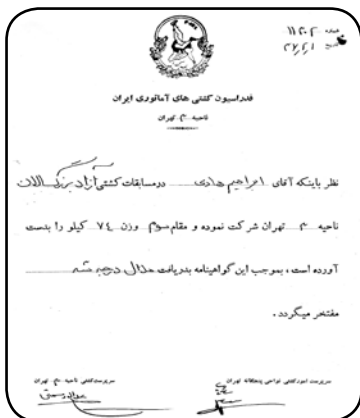 شماره ۱۱۲۰۲
فدراسیون کشتی های آماتوری ایران
ناحیه ۳ تهران
نظر باینکه آقای ابراهیم هادی در مسابقات کشتی آزاد بزرگسالان
ناحیه ۳ تهران شرکت نموده و مقام سوم وزن ۷۴ کیلو را بدست
آورده است ، بموجب این گواهینامه بدریافت مدال درجه سه
مفتخر میگردد .
سرپرست امور کشتی نواحی پنجگانه تهران
سرپرست کشتی ناحیه ۳ تهران